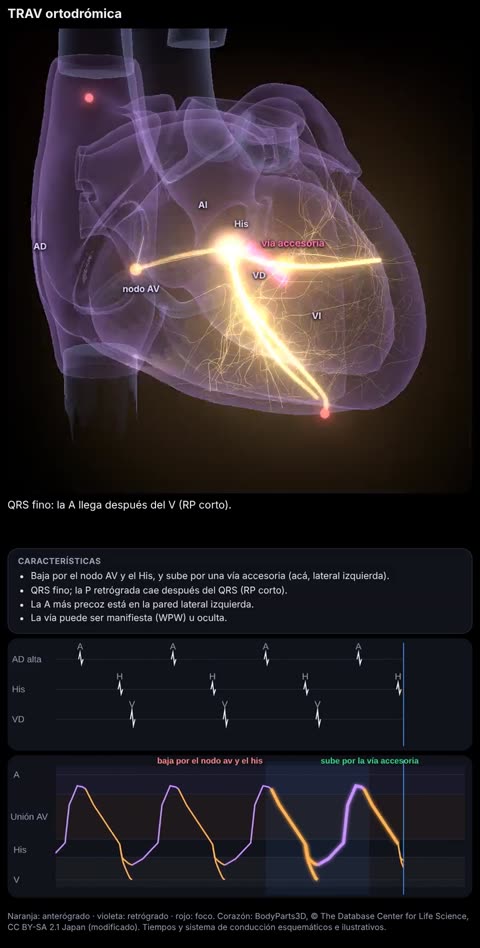 TRAV ortodrómica
AI
His
vía accesoria
AD
VD
nodo AV
VI
QRS fino: la A llega después del V (RP corto).
CARACTERÍSTICAS
• Baja por el nodo AV y el His, y sube por una vía accesoria (acá, lateral izquierda).
• QRS fino; la P retrógrada cae después del QRS (RP corto).
• La A más precoz está en la pared lateral izquierda.
• La vía puede ser manifiesta (WPW) u oculta.
AD alta A A A A
His H H H H
VD V V V
baja por el nodo av y el his sube por la vía accesoria
A
Unión AV
His
V
Naranja: anterógrado · violeta: retrógrado · rojo: foco. Corazón: BodyParts3D, © The Database Center for Life Science,
CC BY-SA 2.1 Japan (modificado). Tiempos y sistema de conducción esquemáticos e ilustrativos.